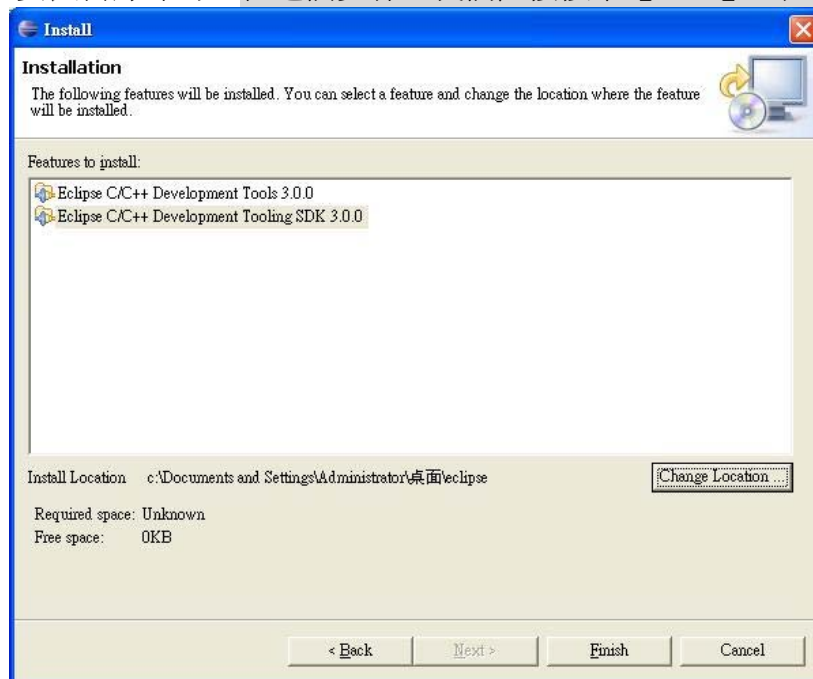 Install
Installation
The following features will be installed. You can select a feature and change the location where the feature
will be installed.
Features to install:
Eclipse C/C++ Development Tools 3.0.0
Eclipse C/C++ Development Tooling SDK 3.0.0
Install Location c:\Documents and Settings\Administrator\桌面\eclipse
Change Location ...
Required space: Unknown
Free space: 0KB
< Back
Next >
Finish
Cancel